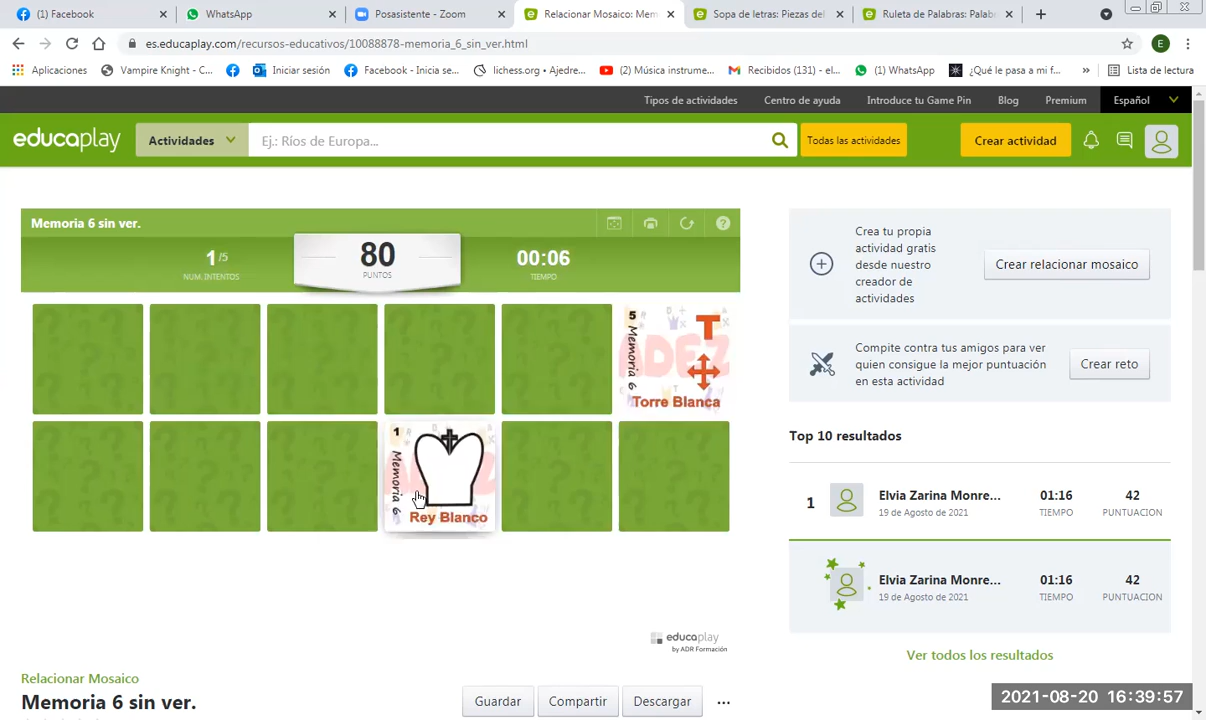 Facebook
WhatsApp
Posasistente - Zoom
Relacionar Mosaico: Mem
Sopa de letras: Piezas del
Ruleta de Palabras: Palab
es.educaplay.com/recursos-educativos/10088878-memoria_6_sin_ver.html
E
Aplicaciones
Vampire Knight - C...
Iniciar sesión
Facebook - Inicia se...
lichess.org • Ajedre...
(2) Música instrume...
Recibidos (131) - el...
(1) WhatsApp
¿Qué le pasa a mi f...
»
Lista de lectura
Tipos de actividades
Centro de ayuda
Introduce tu Game Pin
Blog
Premium
Español
educaplay
Actividades
Ej.: Ríos de Europa...
Todas las actividades
Crear actividad
Memoria 6 sin ver.
1/5
NUM. INTENTOS
80
PUNTOS
00:06
TIEMPO
5
Memoria 6
T
ADEZ
Torre Blanca
1
Memoria 6
Rey Blanco
educaplay
by ADR Formación
Crea tu propia
actividad gratis
desde nuestro
creador de
actividades
Crear relacionar mosaico
Compite contra tus amigos para ver
quien consigue la mejor puntuación
en esta actividad
Crear reto
Top 10 resultados
1
Elvia Zarina Monre...
19 de Agosto de 2021
01:16
TIEMPO
42
PUNTUACION
Elvia Zarina Monre...
19 de Agosto de 2021
01:16
TIEMPO
42
PUNTUACION
Ver todos los resultados
Relacionar Mosaico
Memoria 6 sin ver.
Guardar
Compartir
Descargar
...
2021-08-20 16:39:57